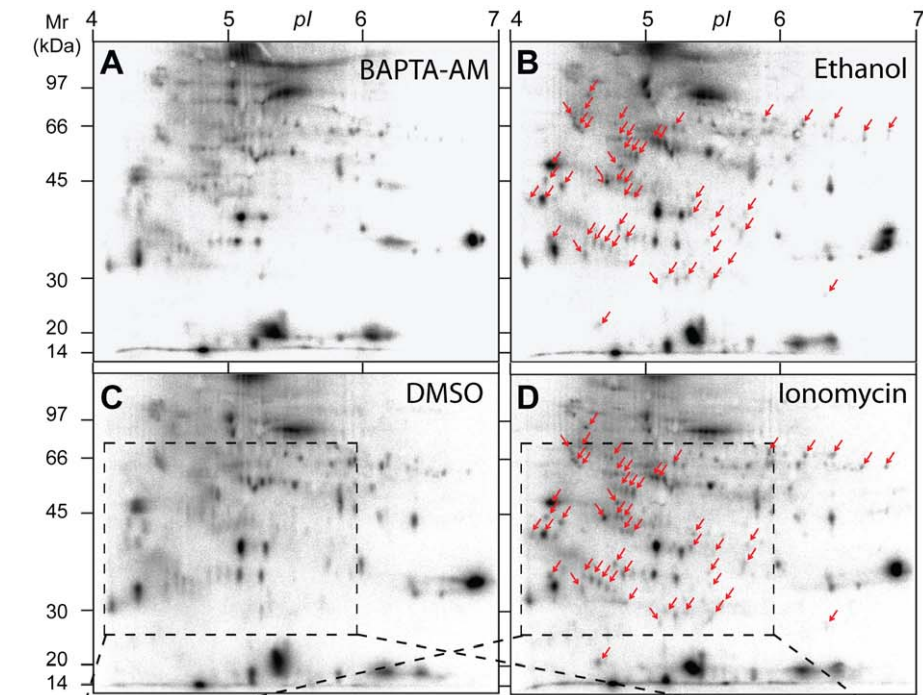 Mr
(kDa)
4 5 pI 6 7
4 5 pI 6 7
A BAPTA-AM
B Ethanol
97
66
45
30
20
14
C DMSO
D Ionomycin
97
66
45
30
20
14